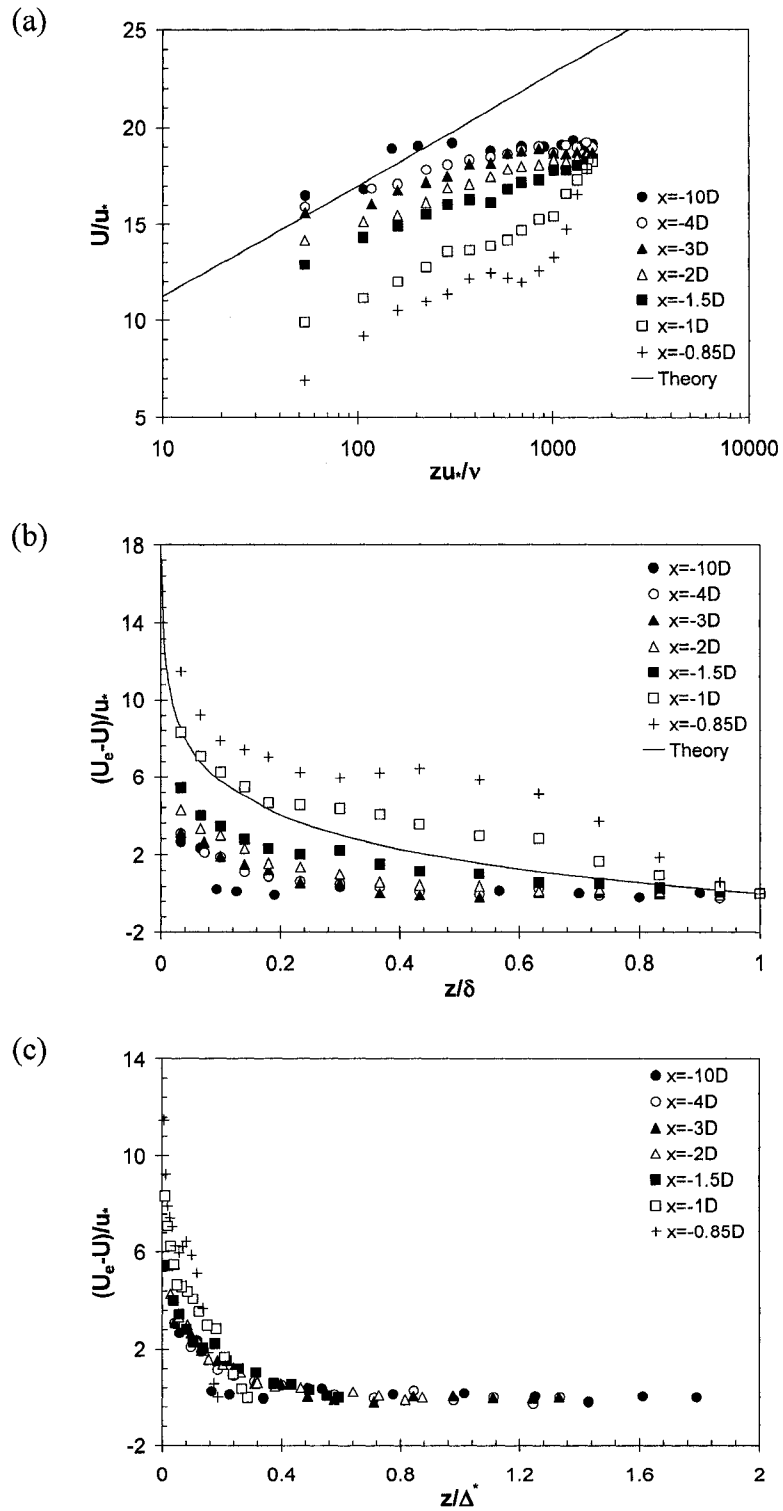 (a)
25
20
15
10
5
U/u*
10
100
1000
10000
zu*/ν
x=-10D
x=-4D
x=-3D
x=-2D
x=-1.5D
x=-1D
x=-0.85D
Theory
(b)
18
14
10
6
2
-2
(Ue-U)/u*
0
0.2
0.4
0.6
0.8
1
z/δ
x=-10D
x=-4D
x=-3D
x=-2D
x=-1.5D
x=-1D
x=-0.85D
Theory
(c)
14
10
6
2
-2
(Ue-U)/u*
0
0.4
0.8
1.2
1.6
2
z/Δ*
x=-10D
x=-4D
x=-3D
x=-2D
x=-1.5D
x=-1D
x=-0.85D